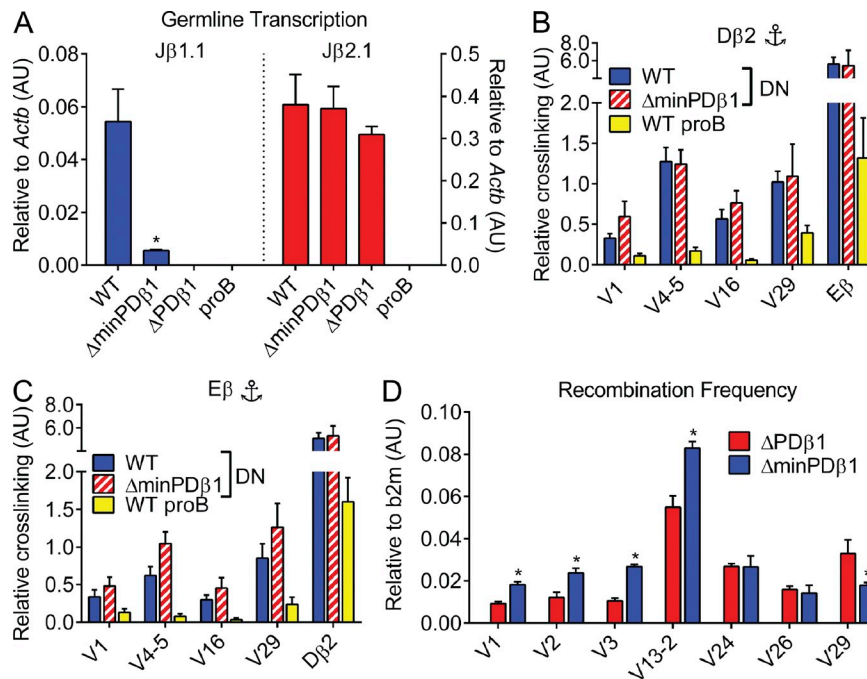 A
Germline Transcription
Jβ1.1
Jβ2.1
Relative to Actb (AU)
0.08
0.06
0.04
0.02
0.00
*
0.5
0.4
0.3
0.2
0.1
0.0
Relative to Actb (AU)
WT
ΔminPDβ1
ΔPDβ1
proB
WT
ΔminPDβ1
ΔPDβ1
proB
B
Dβ2 ⚓
Relative crosslinking (AU)
8.0
6.0
4.0
2.0
1.5
1.0
0.5
0.0
WT
ΔminPDβ1
DN
WT proB
V1
V4-5
V16
V29
Eβ
C
Eβ ⚓
Relative crosslinking (AU)
8.0
6.0
4.0
2.0
1.5
1.0
0.5
0.0
WT
ΔminPDβ1
DN
WT proB
V1
V4-5
V16
V29
Dβ2
D
Recombination Frequency
Relative to b2m (AU)
0.10
0.08
0.06
0.04
0.02
0.00
ΔPDβ1
ΔminPDβ1
*
*
*
*
*
V1
V2
V3
V13-2
V24
V26
V29